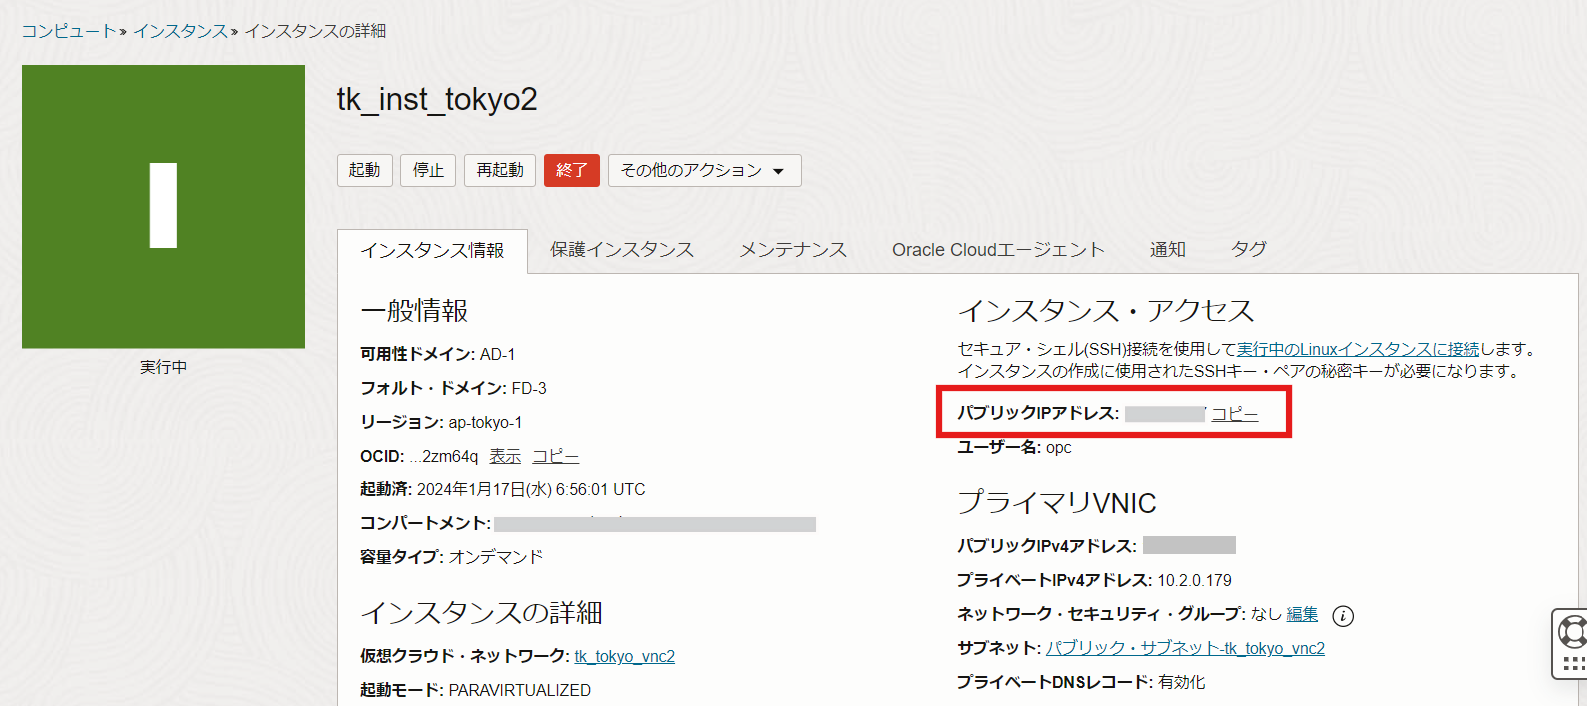 コンピュート » インスタンス » インスタンスの詳細
tk_inst_tokyo2
起動 停止 再起動 終了 その他のアクション
インスタンス情報 保護インスタンス メンテナンス Oracle Cloudエージェント 通知 タグ
実行中
一般情報
可用性ドメイン: AD-1
フォルト・ドメイン: FD-3
リージョン: ap-tokyo-1
OCID: ...2zm64q 表示 コピー
起動済: 2024年1月17日(水) 6:56:01 UTC
コンパートメント:
容量タイプ: オンデマンド
インスタンスの詳細
仮想クラウド・ネットワーク: tk_tokyo_vnc2
起動モード: PARAVIRTUALIZED
インスタンス・アクセス
セキュア・シェル(SSH)接続を使用して実行中のLinuxインスタンスに接続します。
インスタンスの作成に使用されたSSHキー・ペアの秘密キーが必要になります。
パブリックIPアドレス: コピー
ユーザー名: opc
プライマリVNIC
パブリックIPv4アドレス:
プライベートIPv4アドレス: 10.2.0.179
ネットワーク・セキュリティ・グループ: なし 編集 i
サブネット: パブリック・サブネット-tk_tokyo_vnc2
プライベートDNSレコード: 有効化